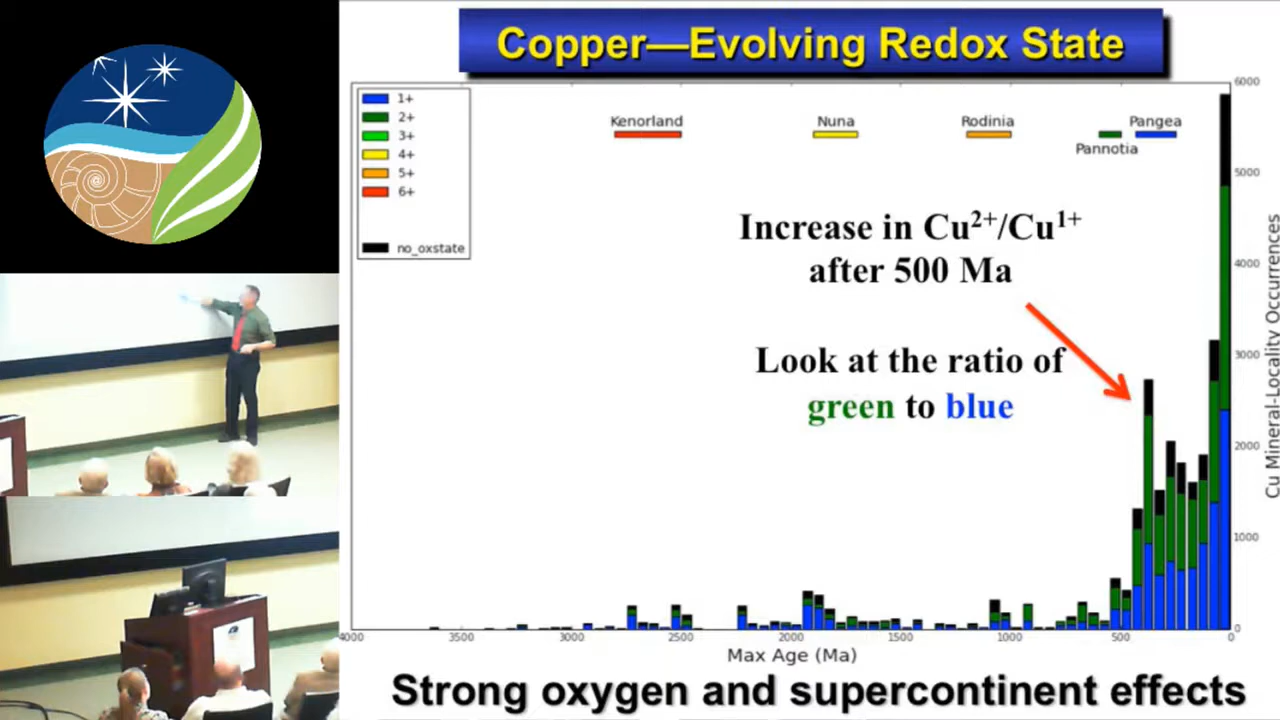 Copper—Evolving Redox State
1+
2+
3+
4+
5+
6+
no_oxstate
Kenorland
Nuna
Rodinia
Pangea
Pannotia
Increase in Cu2+/Cu1+
after 500 Ma
Look at the ratio of
green to blue
6000
5000
4000
3000
2000
1000
0
Cu Mineral-Locality Occurrences
4000 3500 3000 2500 2000 1500 1000 500 0
Max Age (Ma)
Strong oxygen and supercontinent effects